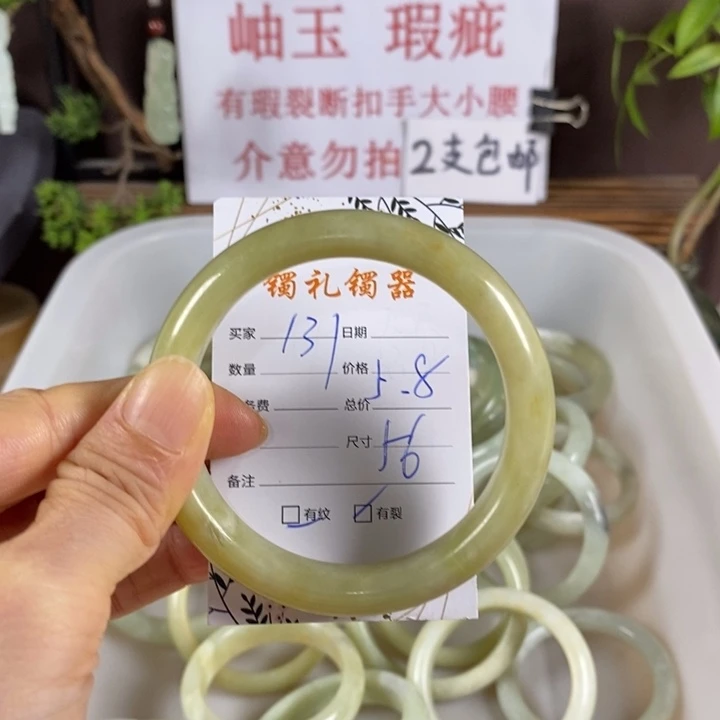 岫玉 瑕疵
有瑕裂断扣手大小腰
介意勿拍 2支包邮
镯礼镯器
买家 131 日期
数量 价格 5.8
务费 总价
尺寸 56
备注
有纹 有裂